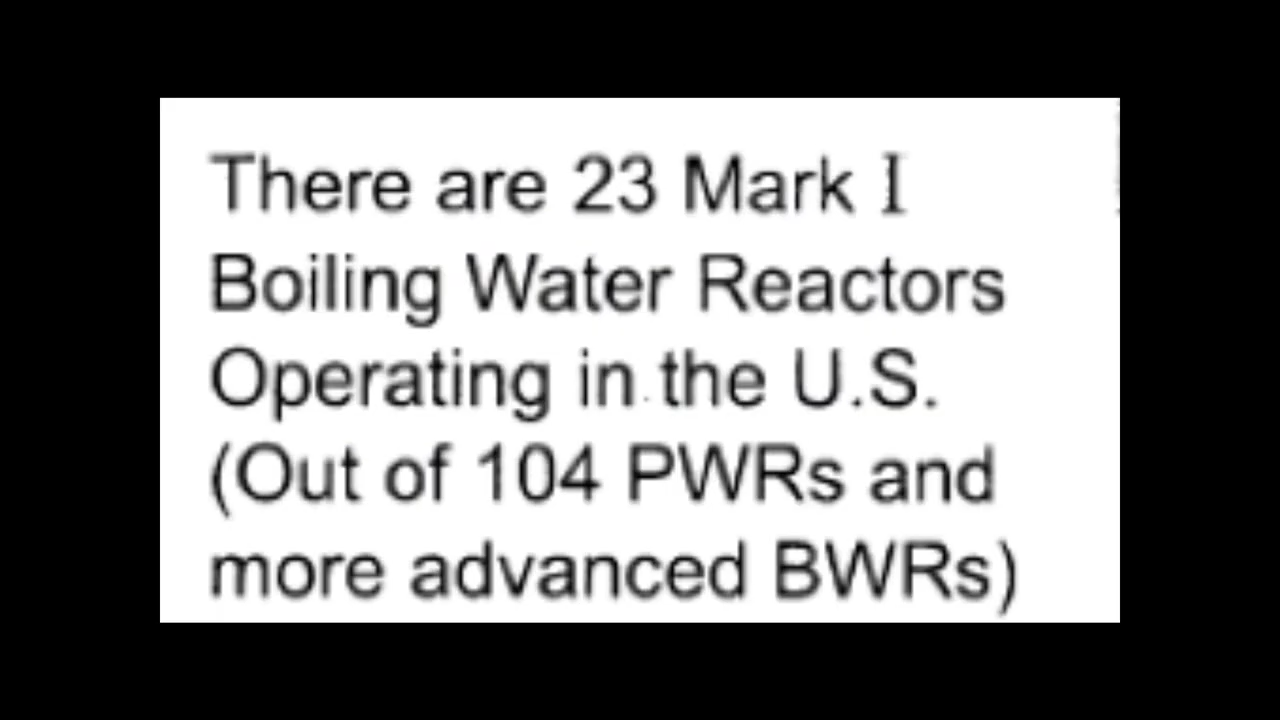 There are 23 Mark I
Boiling Water Reactors
Operating in the U.S.
(Out of 104 PWRs and
more advanced BWRs)